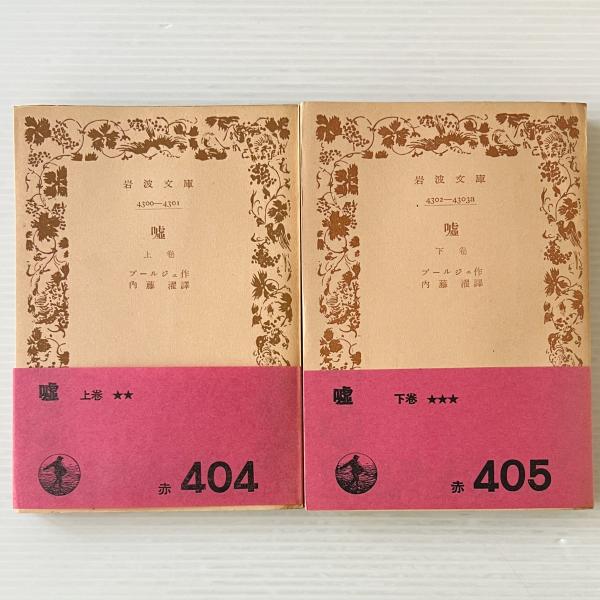 岩波文庫
4300—4301
嘘
上巻
ブールジェ作
内藤濯譯
嘘 上巻 ★★
赤 404
岩波文庫
4302—4303a
嘘
下巻
ブールジェ作
内藤濯譯
嘘 下巻 ★★★
赤 405